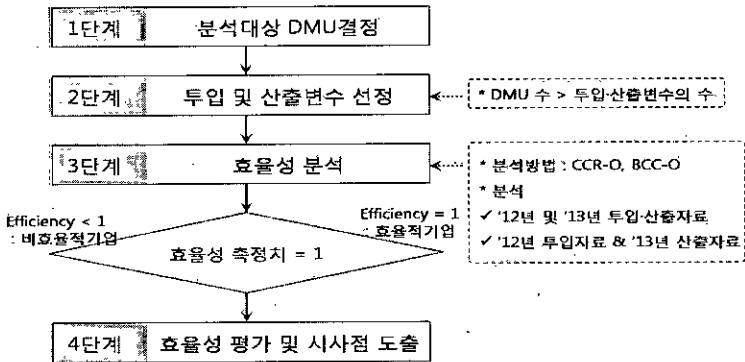 1단계 분석대상 DMU결정
2단계 투입 및 산출변수 선정
* DMU 수 > 투입·산출변수의 수
3단계 효율성 분석
* 분석방법 : CCR-O, BCC-O
* 분석
✓ '12년 및 '13년 투입·산출자료
✓ '12년 투입자료 & '13년 산출자료
Efficiency < 1
: 비효율적기업
Efficiency = 1
: 효율적기업
효율성 측정치 = 1
4단계 효율성 평가 및 시사점 도출